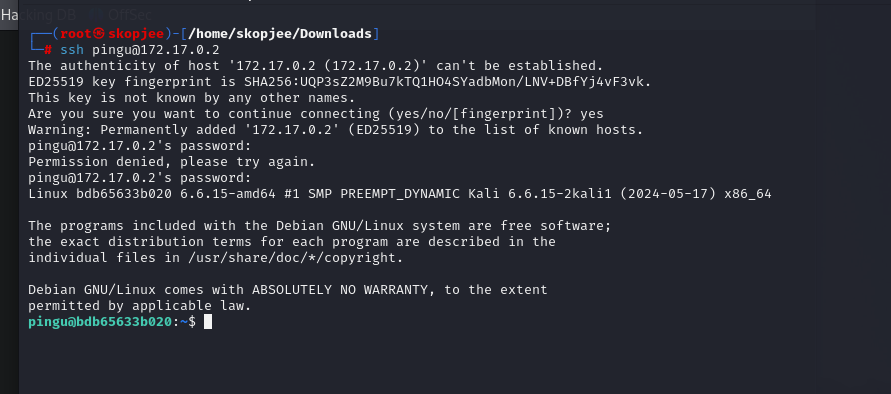 Hacking DB OffSec
┌──(root㉿skopjee)-[/home/skopjee/Downloads]
└─# ssh pingu@172.17.0.2
The authenticity of host '172.17.0.2 (172.17.0.2)' can't be established.
ED25519 key fingerprint is SHA256:UQP3sZ2M9Bu7kTQ1HO4SYadbMon/LNV+DBfYj4vF3vk.
This key is not known by any other names.
Are you sure you want to continue connecting (yes/no/[fingerprint])? yes
Warning: Permanently added '172.17.0.2' (ED25519) to the list of known hosts.
pingu@172.17.0.2's password:
Permission denied, please try again.
pingu@172.17.0.2's password:
Linux bdb65633b020 6.6.15-amd64 #1 SMP PREEMPT_DYNAMIC Kali 6.6.15-2kali1 (2024-05-17) x86_64
The programs included with the Debian GNU/Linux system are free software;
the exact distribution terms for each program are described in the
individual files in /usr/share/doc/*/copyright.
Debian GNU/Linux comes with ABSOLUTELY NO WARRANTY, to the extent
permitted by applicable law.
pingu@bdb65633b020:~$